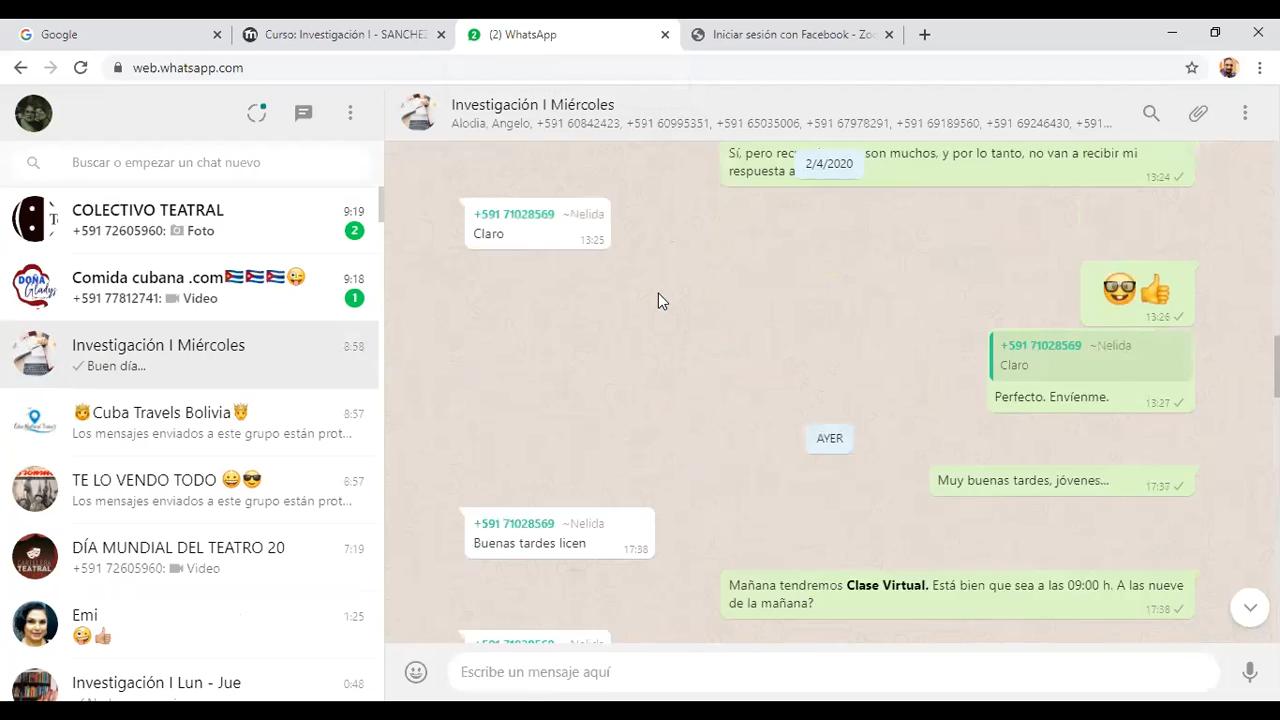 Google
Curso: Investigación I - SANCHEZ
(2) WhatsApp
Iniciar sesión con Facebook - Zoo
web.whatsapp.com
Investigación I Miércoles
Alodia, Angelo, +591 60842423, +591 60995351, +591 65035006, +591 67978291, +591 69189560, +591 69246430, +591...
Buscar o empezar un chat nuevo
COLECTIVO TEATRAL
9:19
+591 72605960: Foto
2
Comida cubana .com🇨🇺🇨🇺🇨🇺😜
9:18
+591 77812741: Video
1
Investigación I Miércoles
8:58
Buen día...
🤴Cuba Travels Bolivia🤴
8:57
Los mensajes enviados a este grupo están prot...
TE LO VENDO TODO 😀😎
8:57
Los mensajes enviados a este grupo están prot...
DÍA MUNDIAL DEL TEATRO 20
7:19
+591 72605960: Video
Emi
1:25
🤪👍🏼
Investigación I Lun - Jue
0:48
2/4/2020
Sí, pero son muchos, y por lo tanto, no van a recibir mi
respuesta a
13:24
+591 71028569 ~Nelida
Claro
13:25
🤓👍
13:26
+591 71028569 ~Nelida
Claro
Perfecto. Envíenme.
13:27
AYER
Muy buenas tardes, jóvenes...
17:37
+591 71028569 ~Nelida
Buenas tardes licen
17:38
Mañana tendremos Clase Virtual. Está bien que sea a las 09:00 h. A las nueve
de la mañana?
17:38
+591 71028569 ~Nelida
Escribe un mensaje aquí